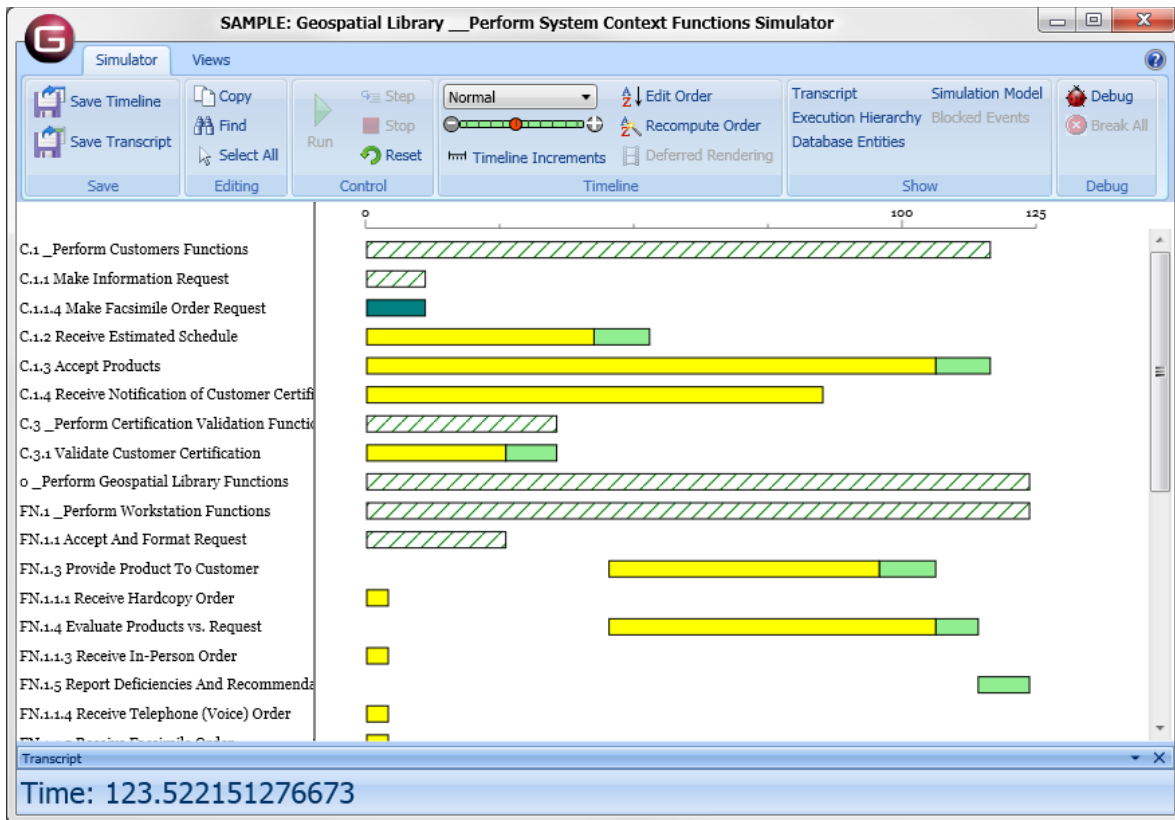 SAMPLE: Geospatial Library __Perform System Context Functions Simulator
G
Simulator Views
Save Timeline
Save Transcript
Save
Copy
Find
Select All
Editing
Run
Step
Stop
Reset
Control
Normal
Timeline Increments
Edit Order
Recompute Order
Deferred Rendering
Timeline
Transcript Simulation Model
Execution Hierarchy Blocked Events
Database Entities
Show
Debug
Break All
Debug
0 100 125
C.1 _Perform Customers Functions
C.1.1 Make Information Request
C.1.1.4 Make Facsimile Order Request
C.1.2 Receive Estimated Schedule
C.1.3 Accept Products
C.1.4 Receive Notification of Customer Certifi
C.3 _Perform Certification Validation Functio
C.3.1 Validate Customer Certification
0 _Perform Geospatial Library Functions
FN.1 _Perform Workstation Functions
FN.1.1 Accept And Format Request
FN.1.3 Provide Product To Customer
FN.1.1.1 Receive Hardcopy Order
FN.1.4 Evaluate Products vs. Request
FN.1.1.3 Receive In-Person Order
FN.1.5 Report Deficiencies And Recommenda
FN.1.1.4 Receive Telephone (Voice) Order
Transcript
Time: 123.522151276673